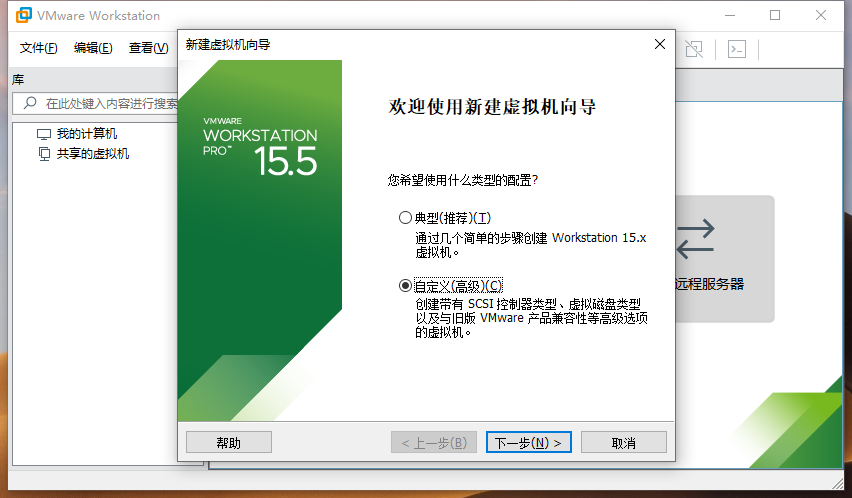 VMware Workstation
文件(F) 编辑(E) 查看(V)
新建虚拟机向导
库
在此处键入内容进行搜索
我的计算机
共享的虚拟机
VMWARE
WORKSTATION
PRO™ 15.5
欢迎使用新建虚拟机向导
您希望使用什么类型的配置?
典型(推荐)(T)
通过几个简单的步骤创建 Workstation 15.x
虚拟机。
自定义(高级)(C)
创建带有 SCSI 控制器类型、虚拟磁盘类型
以及与旧版 VMware 产品兼容性等高级选项
的虚拟机。
远程服务器
帮助
< 上一步(B)
下一步(N) >
取消